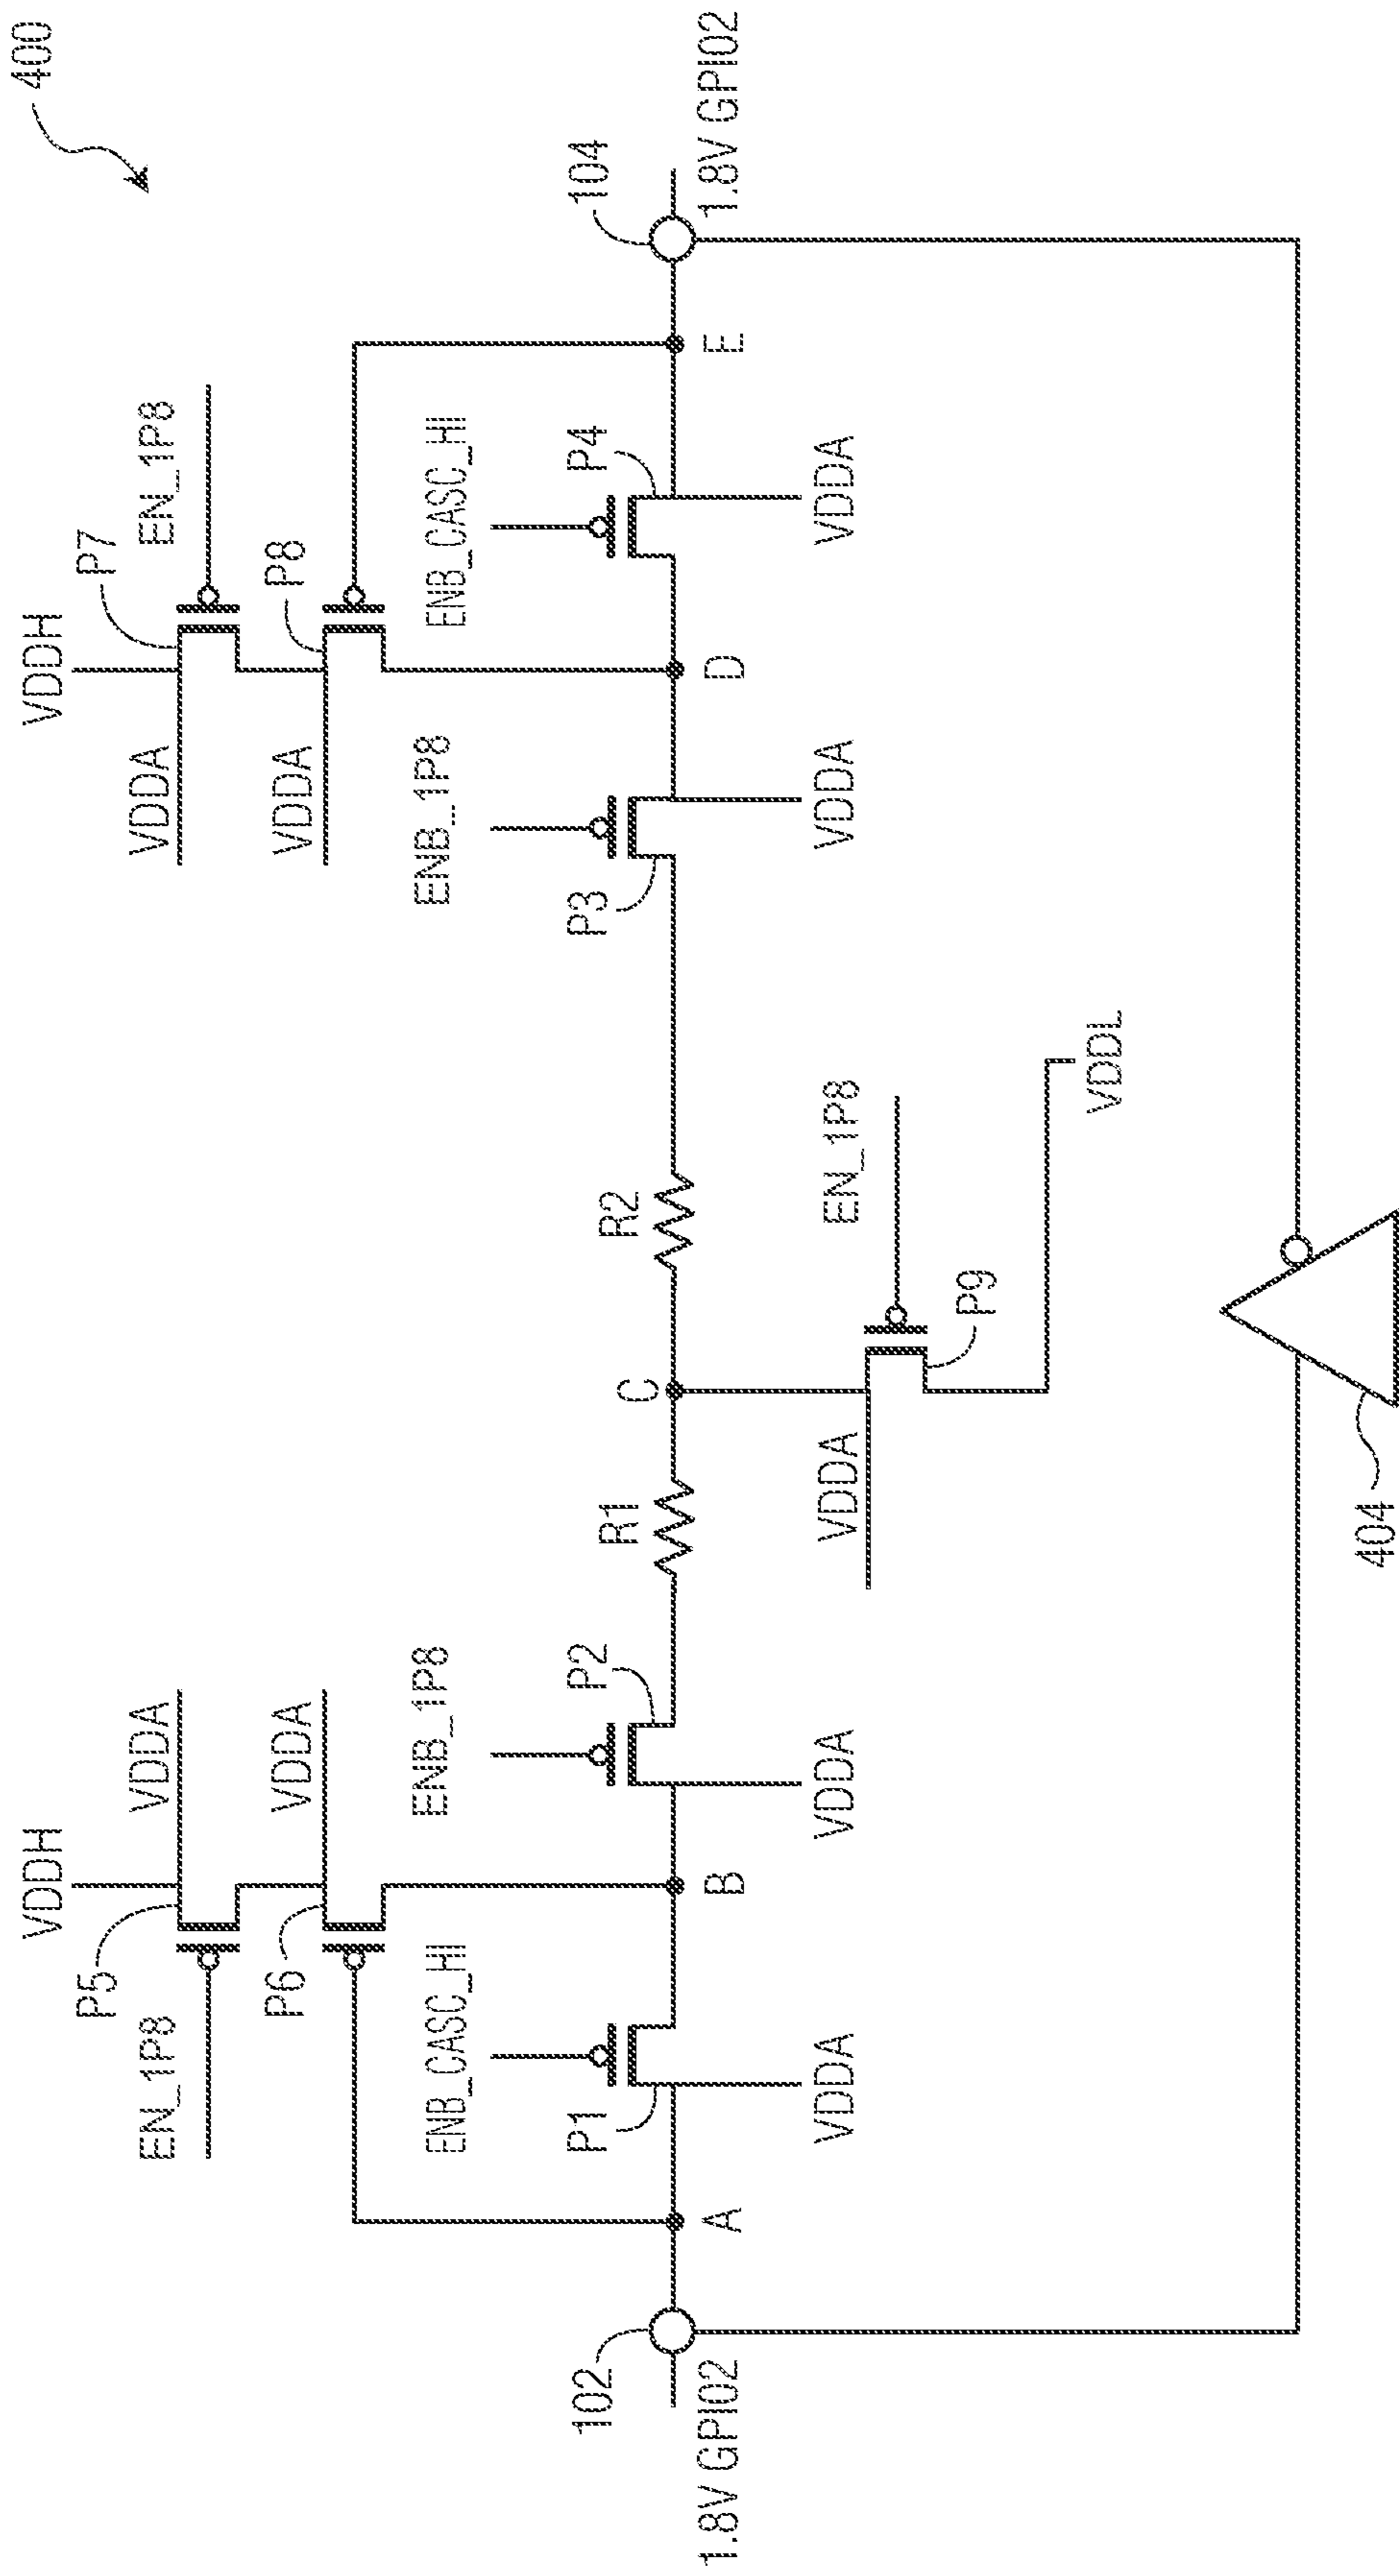 400
VDDH
VDDH
P5
P7
EN_1P8
VDDA
VDDA
EN_1P8
P6
VDDA
VDDA
P8
ENB_CASC_HI
ENB_1P8
ENB_1P8
ENB_CASC_HI
102
P1
P2
R1
C
R2
P3
P4
104
1.8V GPIO2
A
B
D
E
1.8V GPIO2
VDDA
VDDA
VDDA
EN_1P8
VDDA
VDDA
P9
VDDL
404